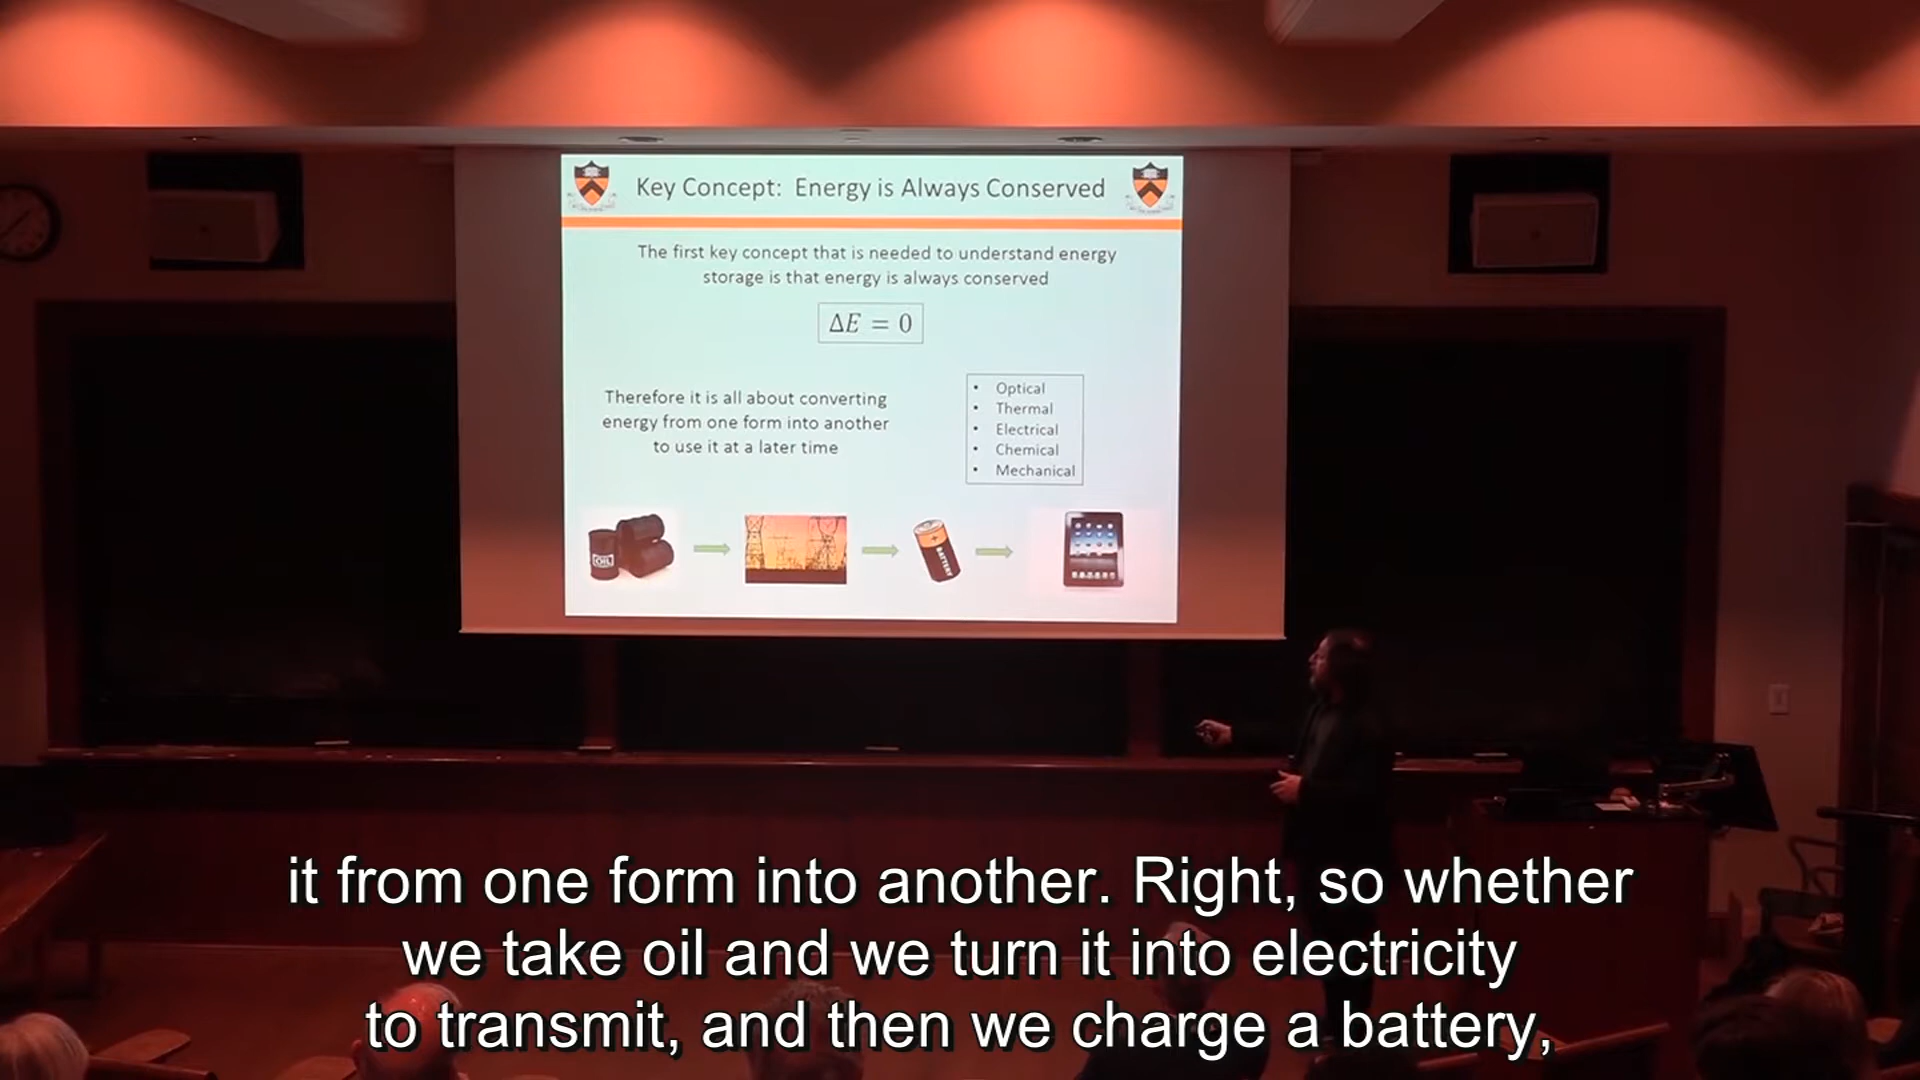 Key Concept: Energy is Always Conserved
The first key concept that is needed to understand energy
storage is that energy is always conserved
ΔE = 0
Therefore it is all about converting
energy from one form into another
to use it at a later time
• Optical
• Thermal
• Electrical
• Chemical
• Mechanical
OIL
BATTERY
it from one form into another. Right, so whether
we take oil and we turn it into electricity
to transmit, and then we charge a battery,